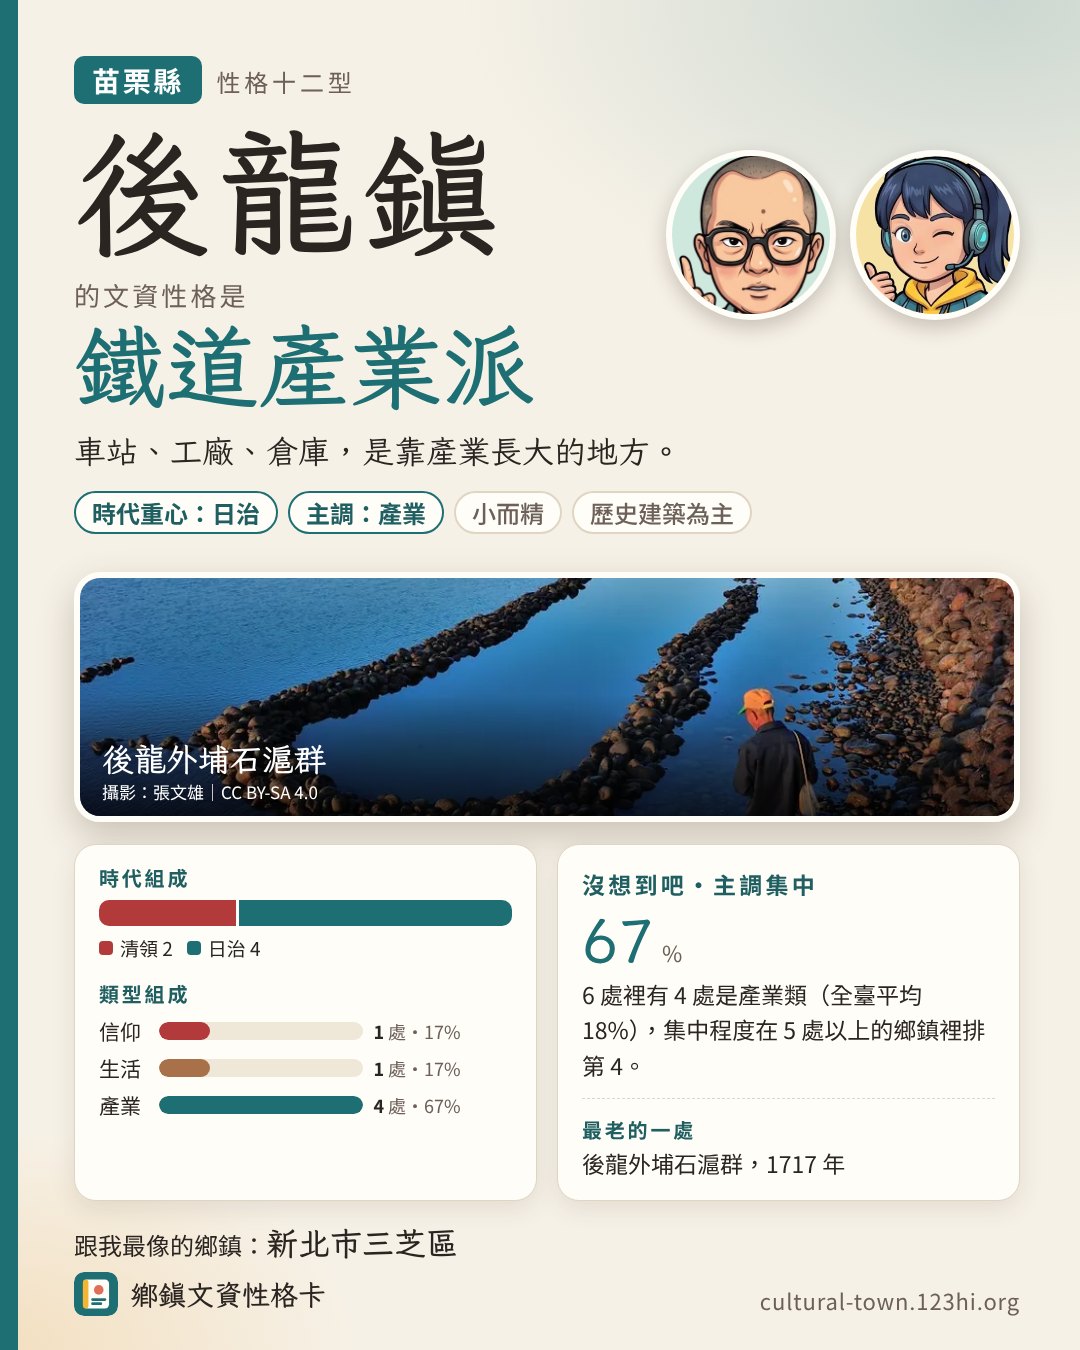 苗栗縣 性格十二型
後龍鎮
的文資性格是
鐵道產業派
車站、工廠、倉庫，是靠產業長大的地方。
時代重心：日治 主調：產業 小而精 歷史建築為主
後龍外埔石滬群
攝影：張文雄｜CC BY-SA 4.0
時代組成
清領 2 日治 4
類型組成
信仰 1 處・17%
生活 1 處・17%
產業 4 處・67%
沒想到吧・主調集中
67 %
6 處裡有 4 處是產業類（全臺平均
18%），集中程度在 5 處以上的鄉鎮裡排
第 4。
最老的一處
後龍外埔石滬群，1717 年
跟我最像的鄉鎮：新北市三芝區
鄉鎮文資性格卡
cultural-town.123hi.org